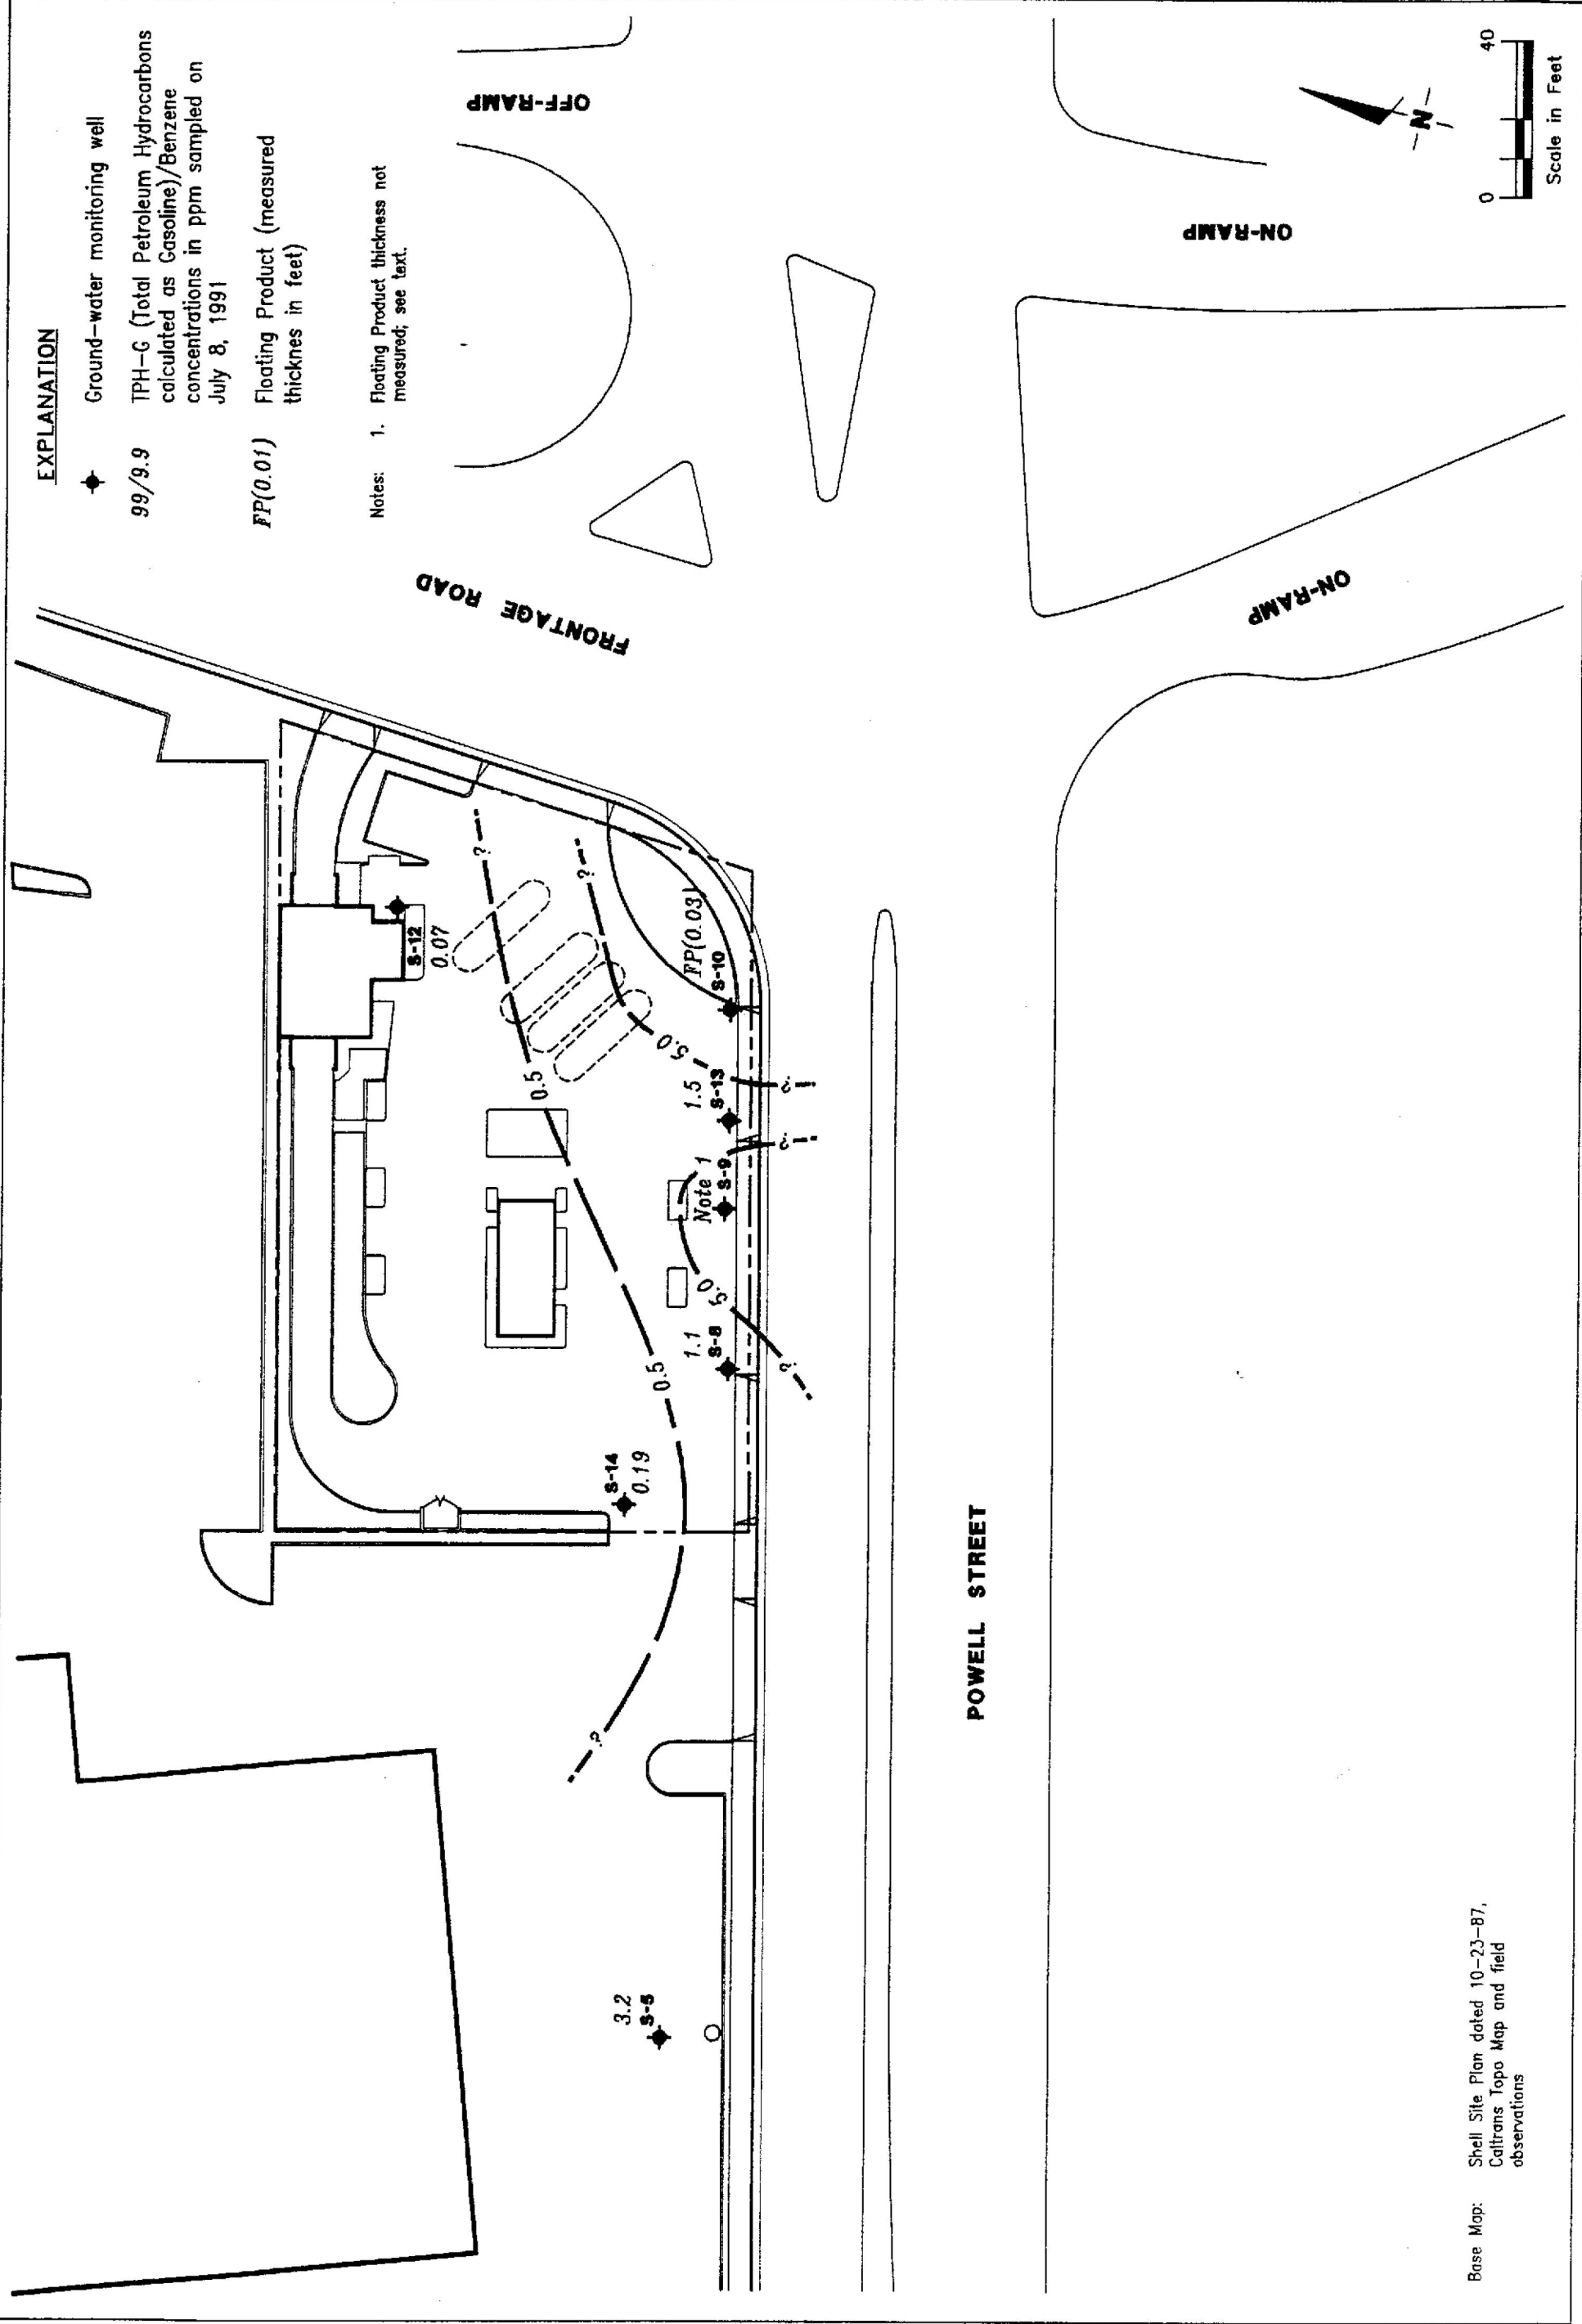 EXPLANATION
Ground-water monitoring well
99/9.9 TPH-G (Total Petroleum Hydrocarbons
calculated as Gasoline)/Benzene
concentrations in ppm sampled on
July 8, 1991
FP(0.01) Floating Product (measured
thicknes in feet)
Notes: 1. Floating Product thickness not
measured; see text.
OFF-RAMP
FRONTAGE ROAD
ON-RAMP
ON-RAMP
S-12
0.07
?
?
FP(0.03)
S-10
0.5
5.0
1.5
S-13
?
?
Note 1
S-9
5.0
1.1
S-8
?
0.5
S-14
0.19
?
3.2
S-5
POWELL STREET
N
0 40
Scale in Feet
Base Map: Shell Site Plan dated 10-23-87,
Caltrans Topo Map and field
observations